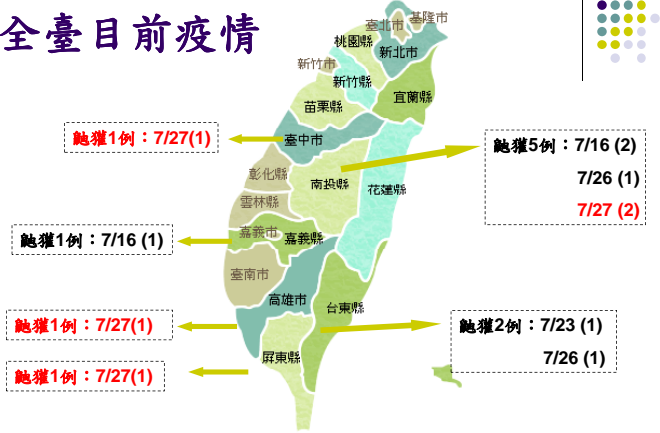 全臺目前疫情
基隆市
臺北市
桃園縣
新北市
新竹市
新竹縣
宜蘭縣
苗栗縣
鼬獾1例：7/27(1)
臺中市
鼬獾5例：7/16 (2)
7/26 (1)
7/27 (2)
彰化縣
南投縣
花蓮縣
雲林縣
鼬獾1例：7/16 (1)
嘉義市
嘉義縣
臺南市
高雄市
台東縣
鼬獾1例：7/27(1)
鼬獾2例：7/23 (1)
7/26 (1)
屏東縣
鼬獾1例：7/27(1)